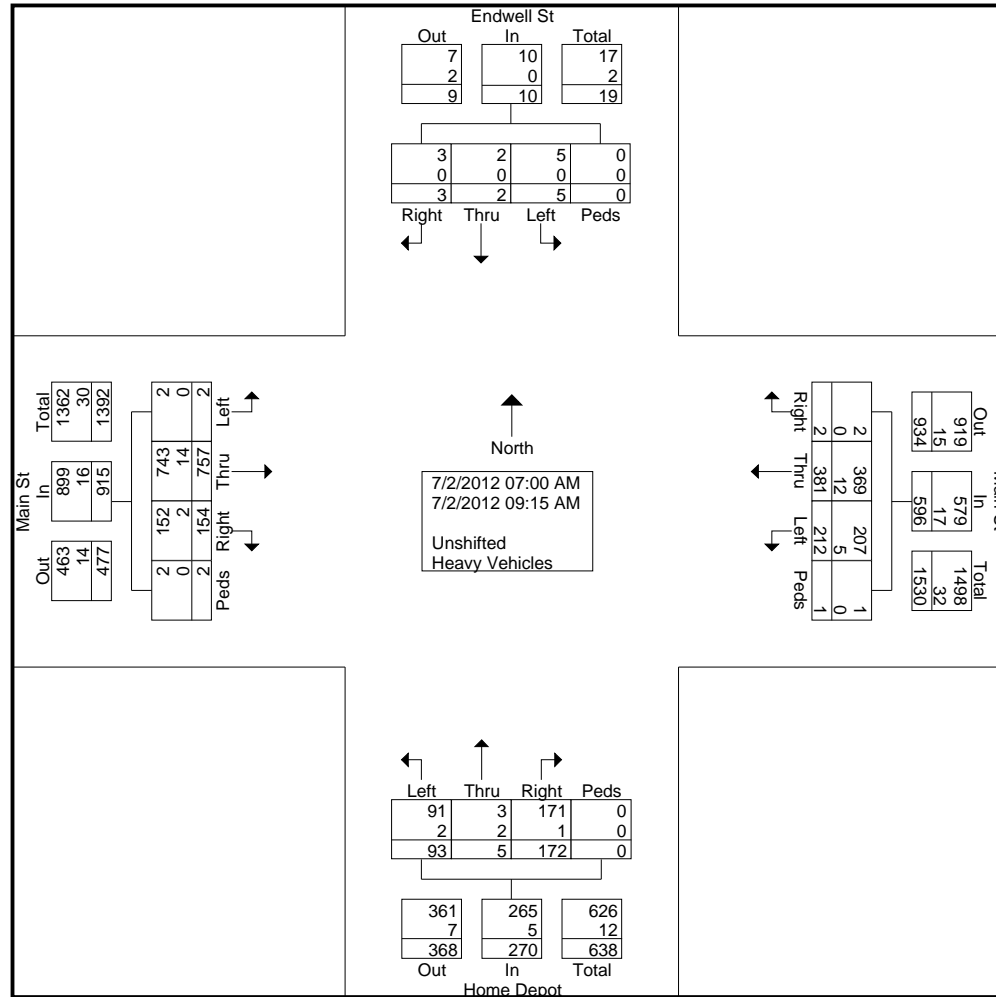 Endwell St
Out In Total
7 10 17
2 0 2
9 10 19
3 2 5 0
0 0 0 0
3 2 5 0
Right Thru Left Peds
Main St
Total In Out
1362 899 463
30 16 14
1392 915 477
2 743 152 2
0 14 2 0
2 757 154 2
Left Thru Right Peds
North
7/2/2012 07:00 AM
7/2/2012 09:15 AM
Unshifted
Heavy Vehicles
Right Thru Left Peds
2 381 212 1
0 12 5 0
2 369 207 1
Out In Total
919 579 1498
15 17 32
934 596 1530
Left Thru Right Peds
91 3 171 0
2 2 1 0
93 5 172 0
361 265 626
7 5 12
368 270 638
Out In Total
Home Depot